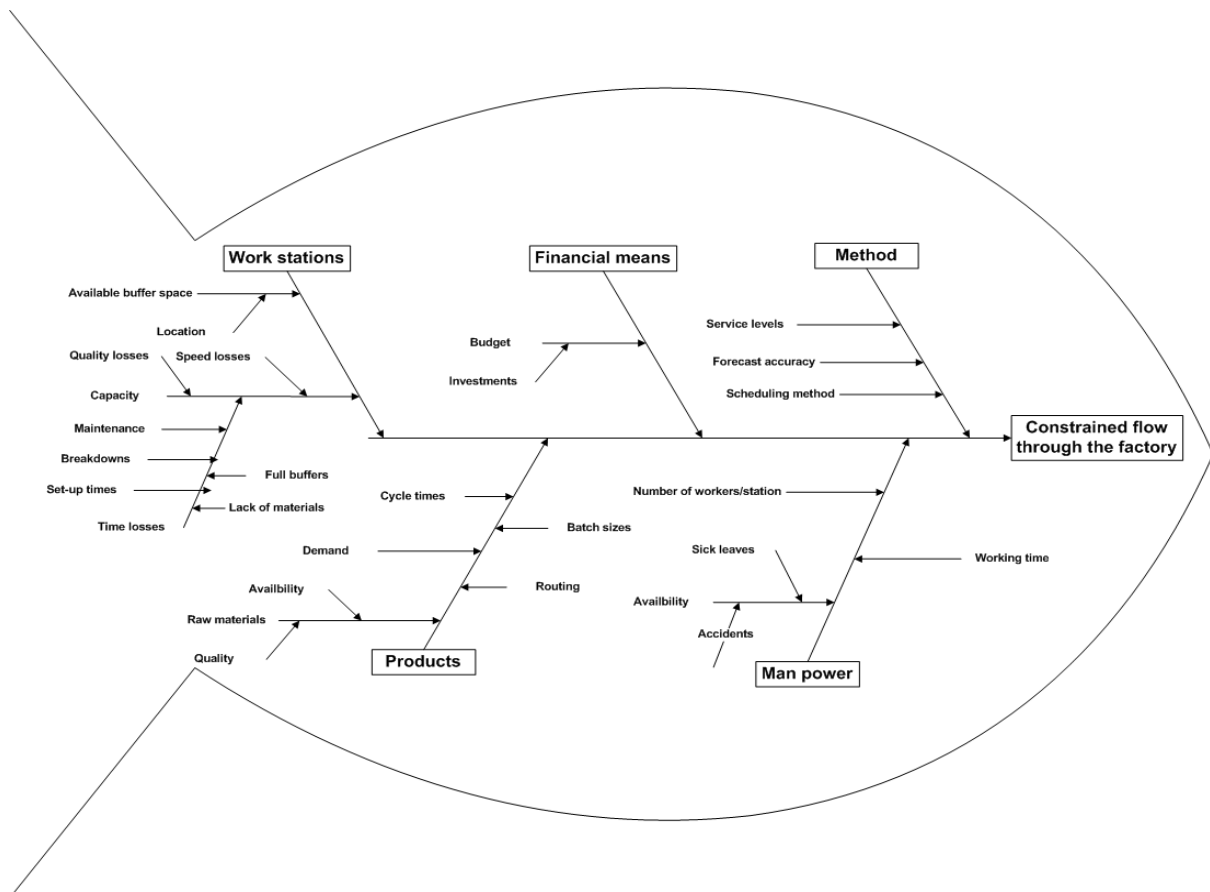 Work stations
Financial means
Method
Available buffer space
Location
Quality losses
Speed losses
Capacity
Maintenance
Breakdowns
Full buffers
Set-up times
Lack of materials
Time losses
Budget
Investments
Service levels
Forecast accuracy
Scheduling method
Constrained flow
through the factory
Cycle times
Batch sizes
Demand
Routing
Availbility
Raw materials
Quality
Products
Number of workers/station
Working time
Sick leaves
Availbility
Accidents
Man power